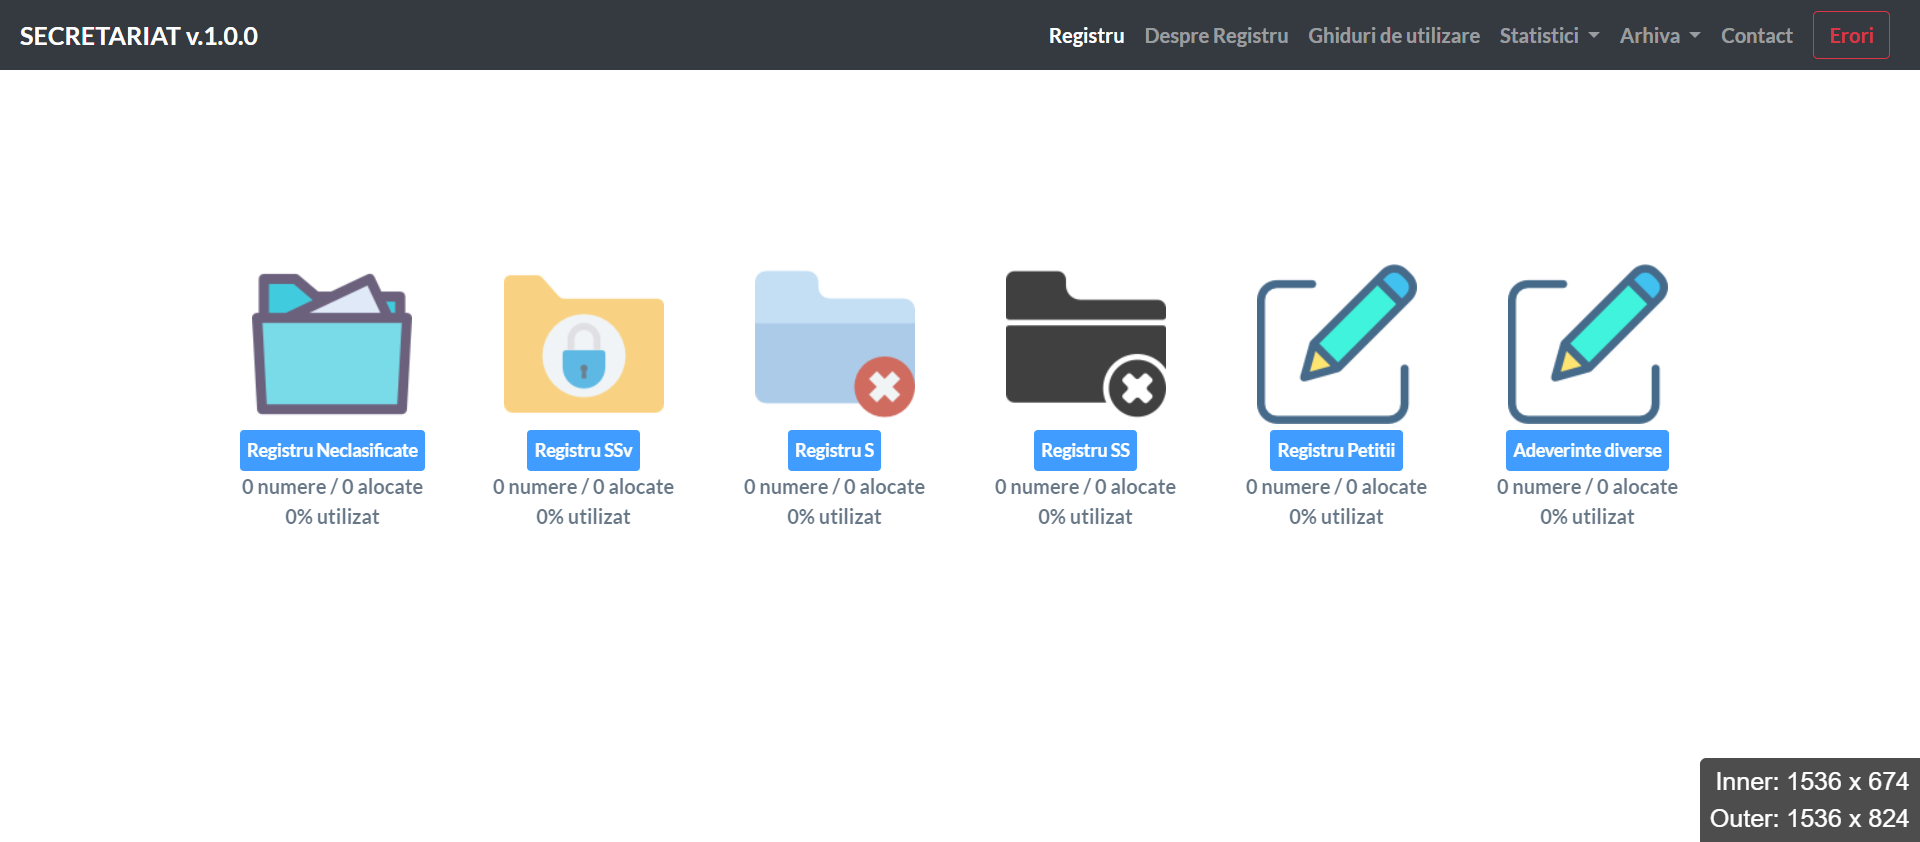 SECRETARIAT v.1.0.0
Registru Despre Registru Ghiduri de utilizare Statistici Arhiva Contact Erori
Registru Neclasificate
0 numere / 0 alocate
0% utilizat
Registru SSv
0 numere / 0 alocate
0% utilizat
Registru S
0 numere / 0 alocate
0% utilizat
Registru SS
0 numere / 0 alocate
0% utilizat
Registru Petitii
0 numere / 0 alocate
0% utilizat
Adeverinte diverse
0 numere / 0 alocate
0% utilizat
Inner: 1536 x 674
Outer: 1536 x 824